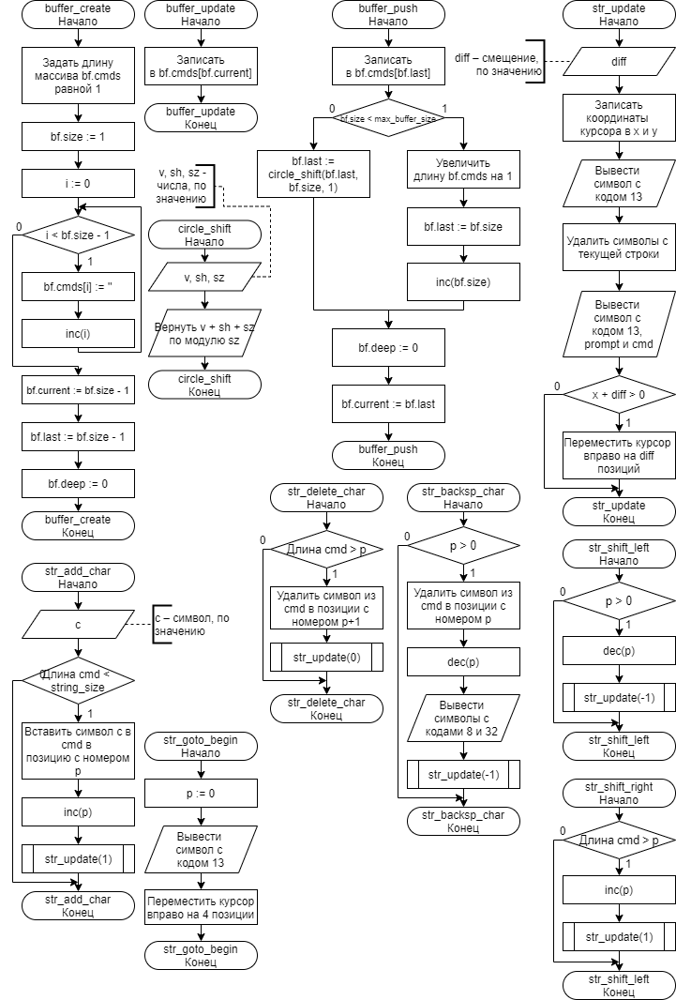 buffer_create
Начало
Задать длину
массива bf.cmds
равной 1
bf.size := 1
i := 0
0
i < bf.size - 1
1
bf.cmds[i] := ''
inc(i)
bf.current := bf.size - 1
bf.last := bf.size - 1
bf.deep := 0
buffer_create
Конец
buffer_update
Начало
Записать
в bf.cmds[bf.current]
buffer_update
Конец
v, sh, sz -
числа, по
значению
circle_shift
Начало
v, sh, sz
Вернуть v + sh + sz
по модулю sz
circle_shift
Конец
buffer_push
Начало
Записать
в bf.cmds[bf.last]
0
bf.size < max_buffer_size
1
bf.last :=
circle_shift(bf.last,
bf.size, 1)
Увеличить
длину bf.cmds на 1
bf.last := bf.size
inc(bf.size)
bf.deep := 0
bf.current := bf.last
buffer_push
Конец
str_update
Начало
diff – смещение,
по значению
diff
Записать
координаты
курсора в x и y
Вывести
символ с
кодом 13
Удалить символы с
текущей строки
Вывести
символ с
кодом 13,
prompt и cmd
0
x + diff > 0
1
Переместить курсор
вправо на diff
позиций
str_update
Конец
str_add_char
Начало
c
c – символ, по
значению
0
Длина cmd <
string_size
1
Вставить символ c в
cmd в
позицию с номером
p
inc(p)
str_update(1)
str_add_char
Конец
str_goto_begin
Начало
p := 0
Вывести
символ с
кодом 13
Переместить курсор
вправо на 4 позиции
str_goto_begin
Конец
str_delete_char
Начало
0
Длина cmd > p
1
Удалить символ из
cmd в позиции с
номером p+1
str_update(0)
str_delete_char
Конец
str_backsp_char
Начало
0
p > 0
1
Удалить символ из
cmd в позиции с
номером p
dec(p)
Вывести
символы с
кодами 8 и 32
str_update(-1)
str_backsp_char
Конец
str_shift_left
Начало
0
p > 0
1
dec(p)
str_update(-1)
str_shift_left
Конец
str_shift_right
Начало
0
Длина cmd > p
1
inc(p)
str_update(1)
str_shift_left
Конец